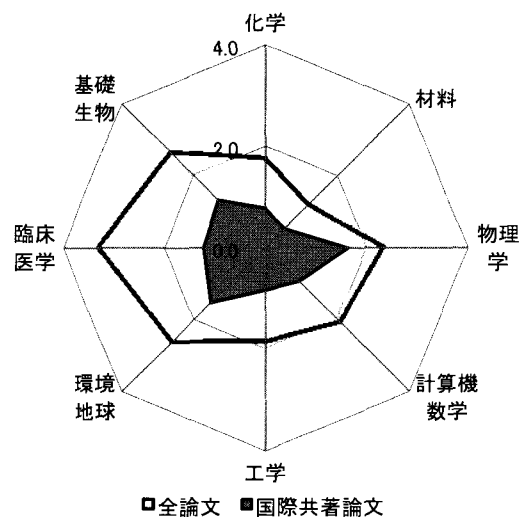 化学
4.0
基礎
生物
材料
2.0
臨床
医学
0.0
物理
学
環境
地球
計算機
数学
工学
全論文 国際共著論文